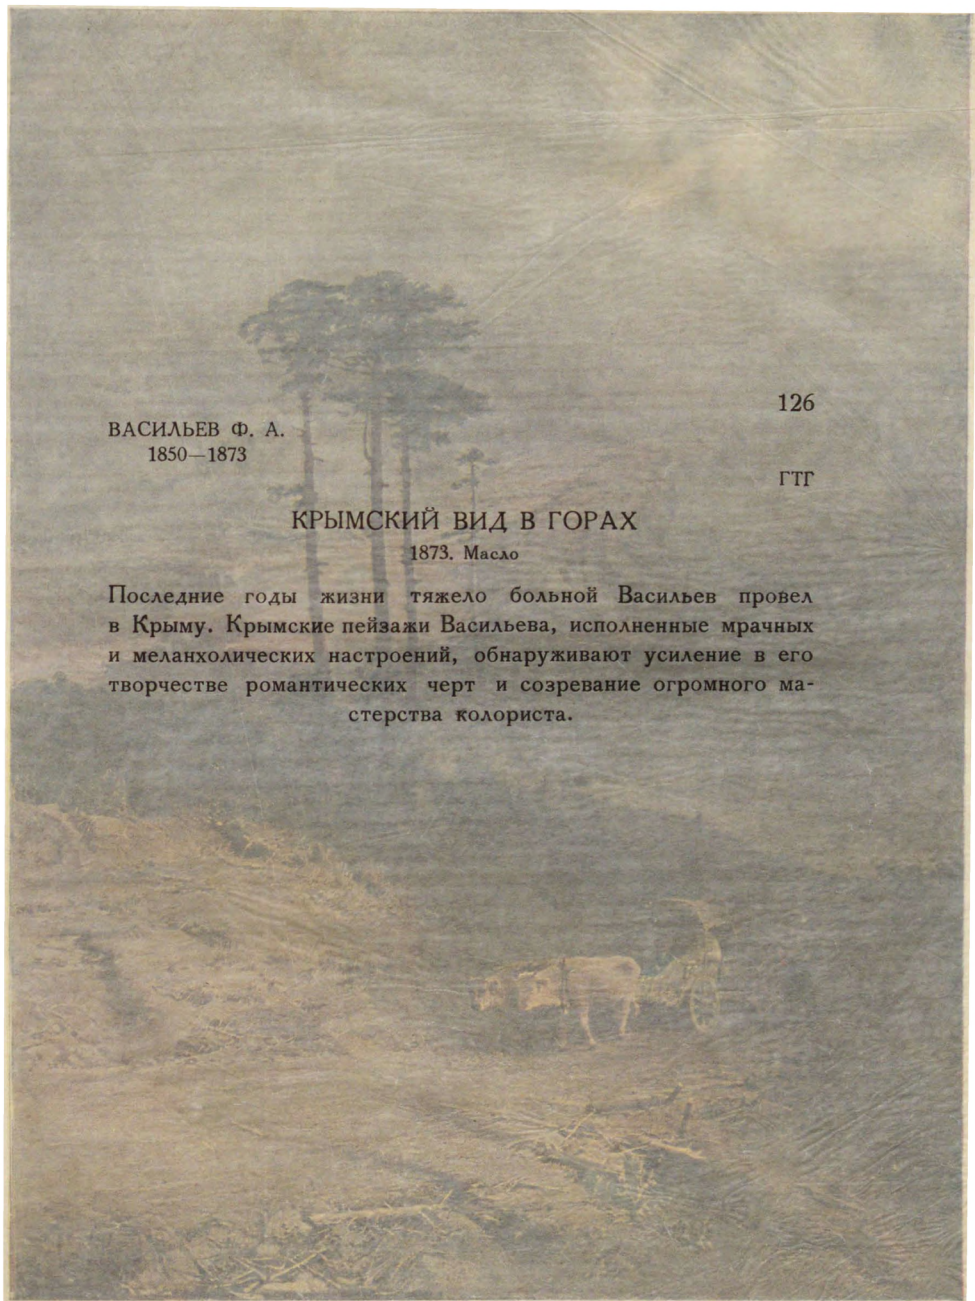 126
ВАСИЛЬЕВ Ф. А.
1850—1873
ГТГ
КРЫМСКИЙ ВИД В ГОРАХ
1873. Масло
Последние годы жизни тяжело больной Васильев провел
в Крыму. Крымские пейзажи Васильева, исполненные мрачных
и меланхолических настроений, обнаруживают усиление в его
творчестве романтических черт и созревание огромного ма-
стерства колориста.